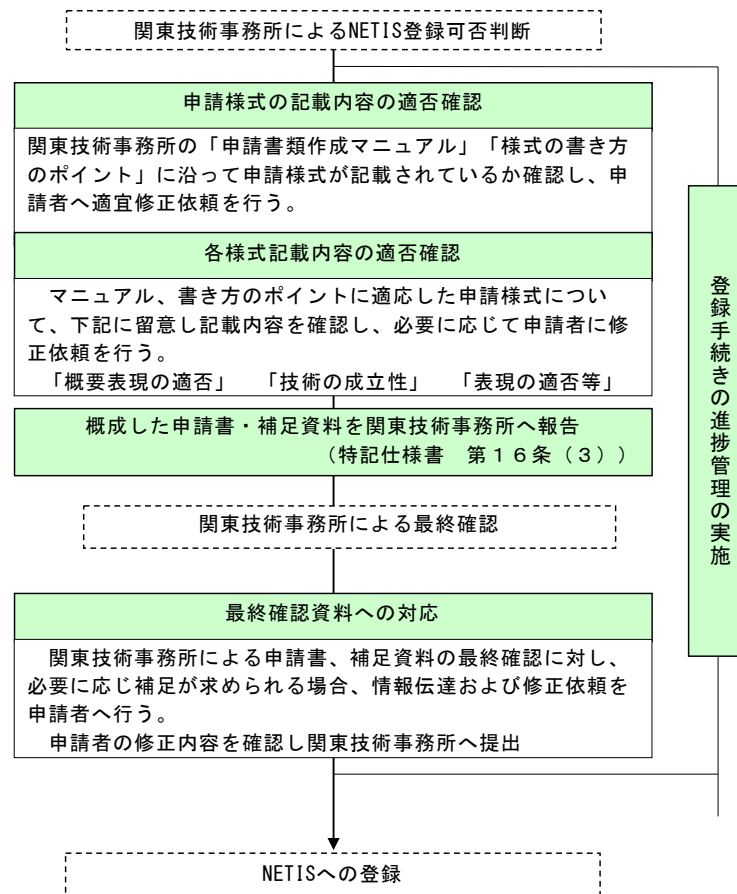 関東技術事務所によるNETIS登録可否判断
申請様式の記載内容の適否確認
関東技術事務所の「申請書類作成マニュアル」「様式の書き方
のポイント」に沿って申請様式が記載されているか確認し、申
請者へ適宜修正依頼を行う。
各様式記載内容の適否確認
　マニュアル、書き方のポイントに適応した申請様式につい
て、下記に留意し記載内容を確認し、必要に応じて申請者に修
正依頼を行う。
「概要表現の適否」　「技術の成立性」　「表現の適否等」
概成した申請書・補足資料を関東技術事務所へ報告
（特記仕様書　第１６条（３））
関東技術事務所による最終確認
最終確認資料への対応
　関東技術事務所による申請書、補足資料の最終確認に対し、
必要に応じ補足が求められる場合、情報伝達および修正依頼を
申請者へ行う。
　申請者の修正内容を確認し関東技術事務所へ提出
NETISへの登録
登録手続きの進捗管理の実施